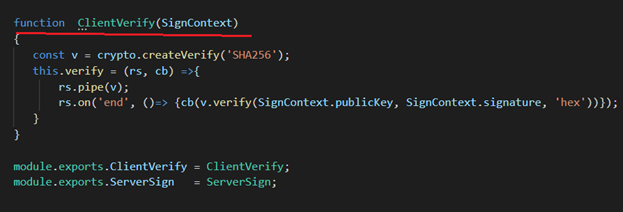 function  ClientVerify(SignContext)
{
const v = crypto.createVerify('SHA256');
this.verify = (rs, cb) =>{
rs.pipe(v);
rs.on('end', ()=> {cb(v.verify(SignContext.publicKey, SignContext.signature, 'hex'))});
}
}
module.exports.ClientVerify = ClientVerify;
module.exports.ServerSign   = ServerSign;